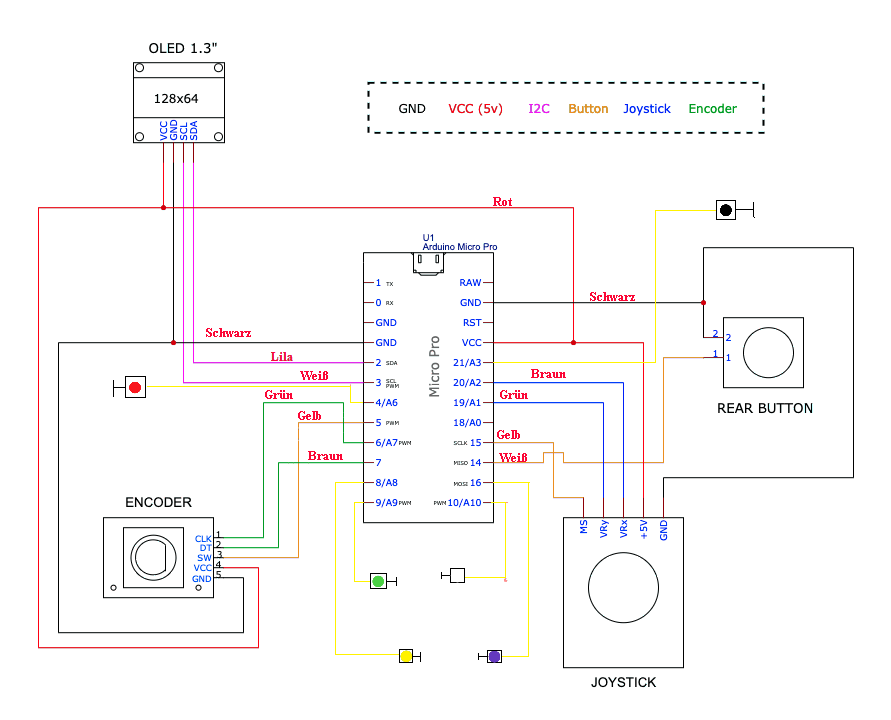 OLED 1.3"
128x64
VCC
GND
SCL
SDA
GND VCC (5v) I2C Button Joystick Encoder
Rot
U1
Arduino Micro Pro
Micro Pro
1 TX
0 RX
GND
GND
2 SDA
3 SCL PWM
4/A6
5 PWM
6/A7 PWM
7
8/A8
9/A9 PWM
RAW
GND
RST
VCC
21/A3
20/A2
19/A1
18/A0
SCLK 15
MISO 14
MOSI 16
PWM 10/A10
Schwarz
Lila
Weiß
Grün
Gelb
Braun
Schwarz
Braun
Grün
Gelb
Weiß
2 2
1 1
REAR BUTTON
ENCODER
CLK 1
DT 2
SW 3
VCC 4
GND 5
MS
VRy
VRx
+5V
GND
JOYSTICK